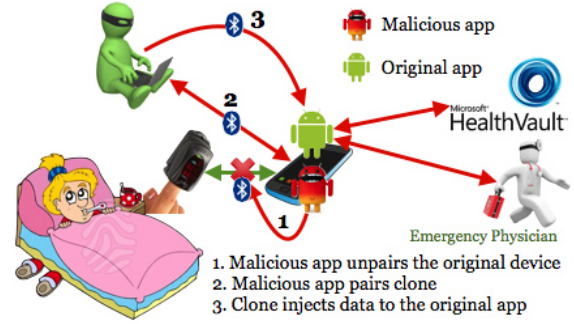 3
Malicious app
Original app
2
Microsoft®
HealthVault
1
Emergency Physician
1. Malicious app unpairs the original device
2. Malicious app pairs clone
3. Clone injects data to the original app